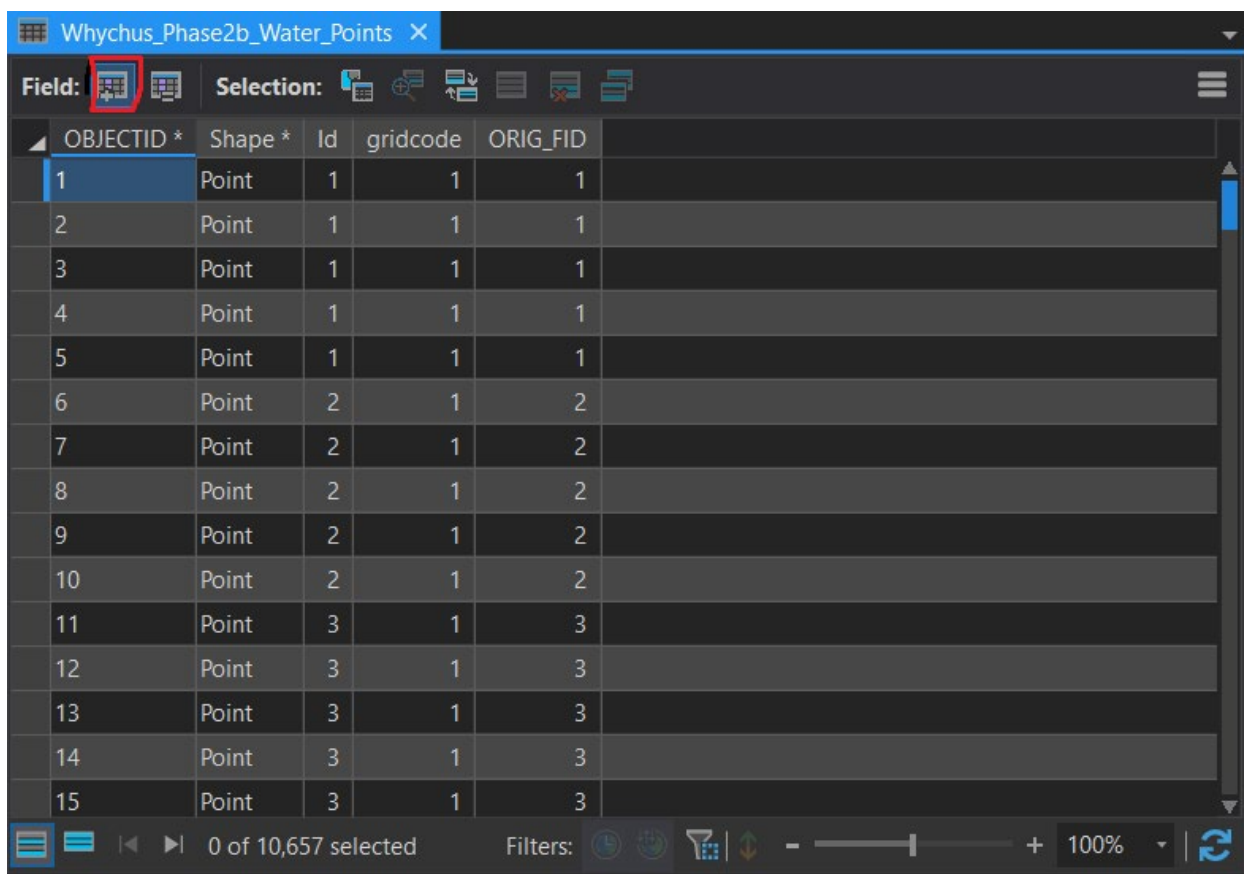 Whychus_Phase2b_Water_Points
Field: Selection:
OBJECTID * Shape * Id gridcode ORIG_FID
1 Point 1 1 1
2 Point 1 1 1
3 Point 1 1 1
4 Point 1 1 1
5 Point 1 1 1
6 Point 2 1 2
7 Point 2 1 2
8 Point 2 1 2
9 Point 2 1 2
10 Point 2 1 2
11 Point 3 1 3
12 Point 3 1 3
13 Point 3 1 3
14 Point 3 1 3
15 Point 3 1 3
0 of 10,657 selected Filters: - + 100%